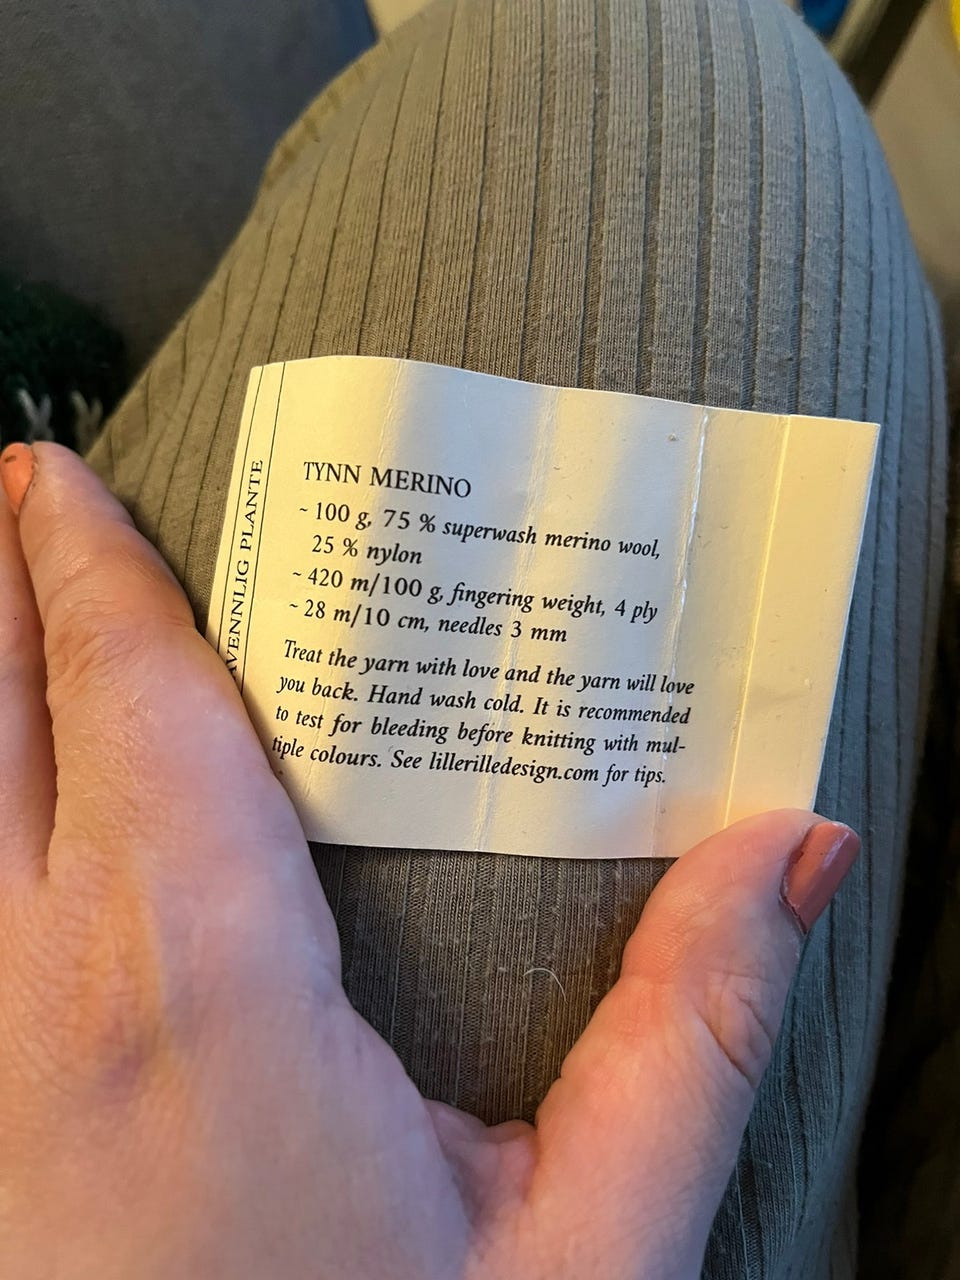 AVENNLIG PLANTE
TYNN MERINO
~ 100 g, 75 % superwash merino wool,
25 % nylon
~ 420 m/100 g, fingering weight, 4 ply
~ 28 m/10 cm, needles 3 mm
Treat the yarn with love and the yarn will love
you back. Hand wash cold. It is recommended
to test for bleeding before knitting with mul-
tiple colours. See lillerilledesign.com for tips.